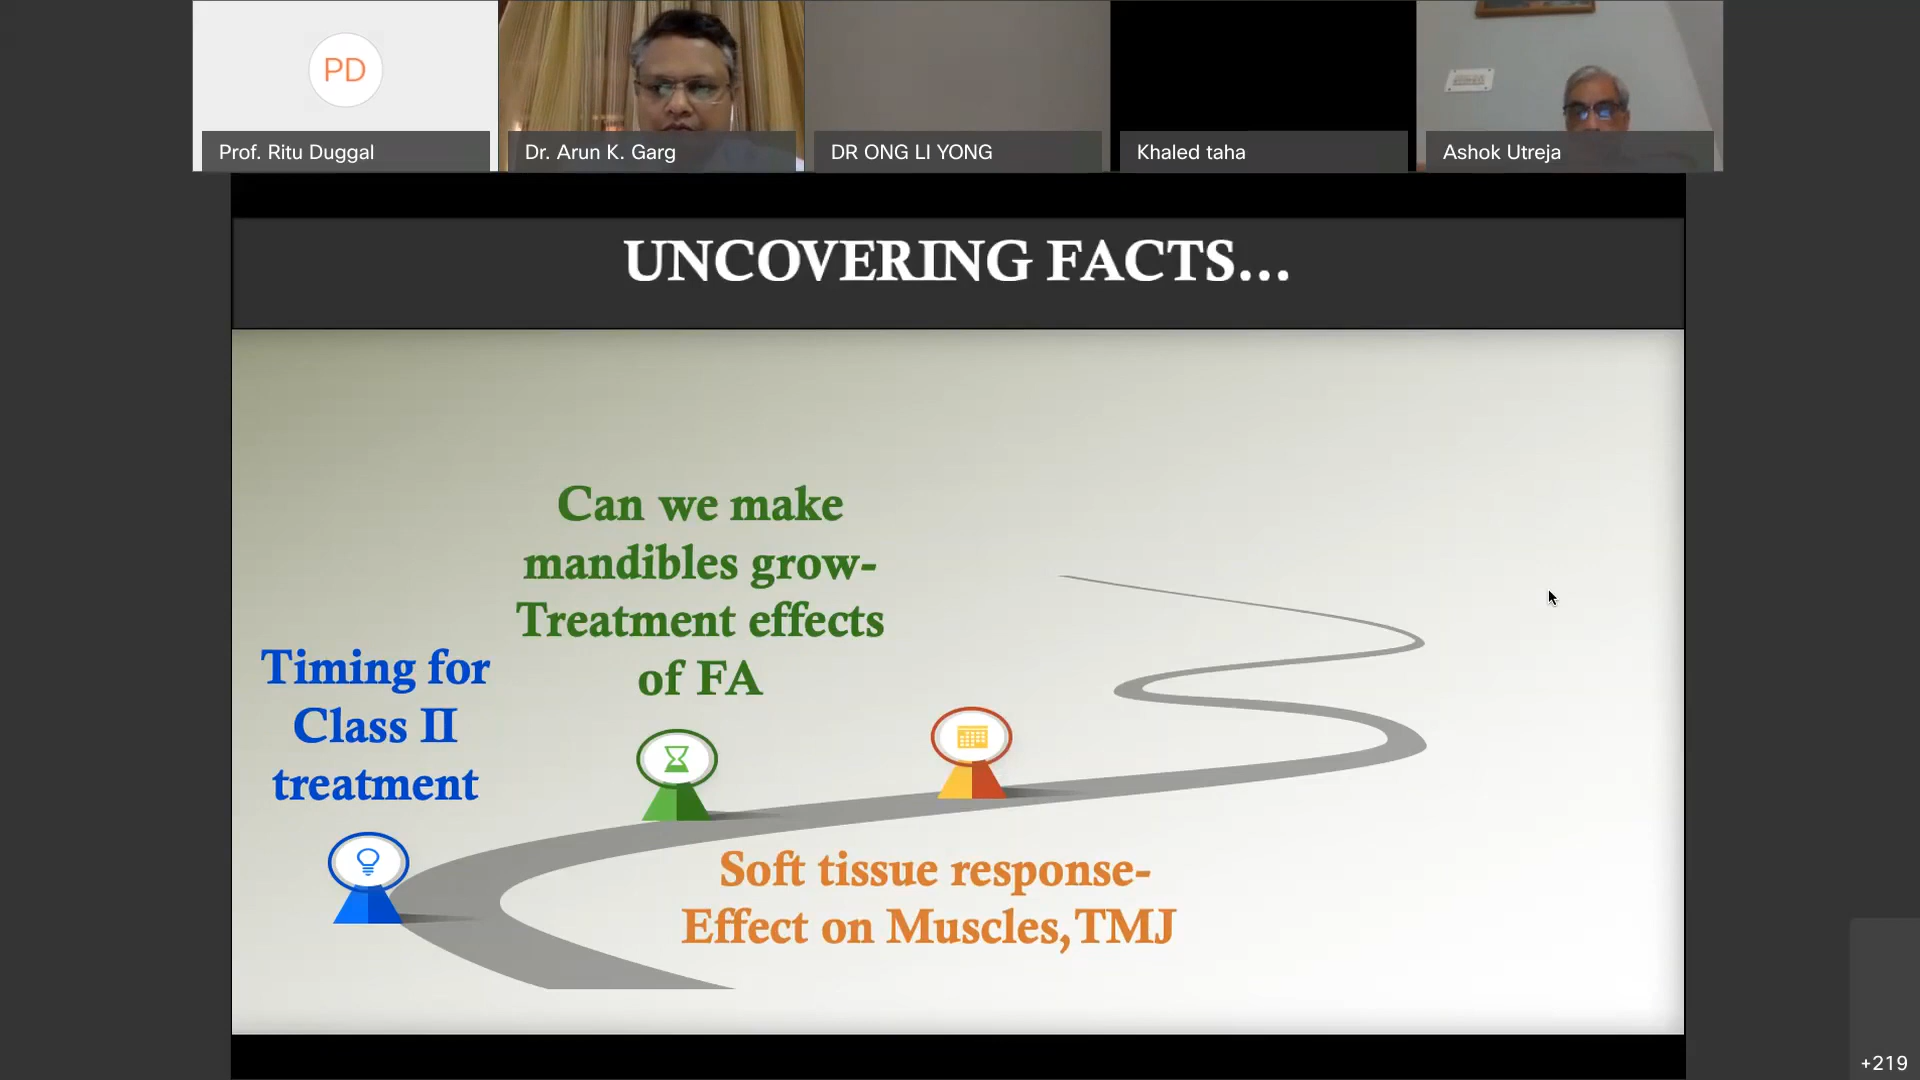 PD
Prof. Ritu Duggal
Dr. Arun K. Garg
DR ONG LI YONG
Khaled taha
Ashok Utreja
UNCOVERING FACTS...
Can we make
mandibles grow-
Treatment effects
of FA
Timing for
Class II
treatment
Soft tissue response-
Effect on Muscles,TMJ
+219